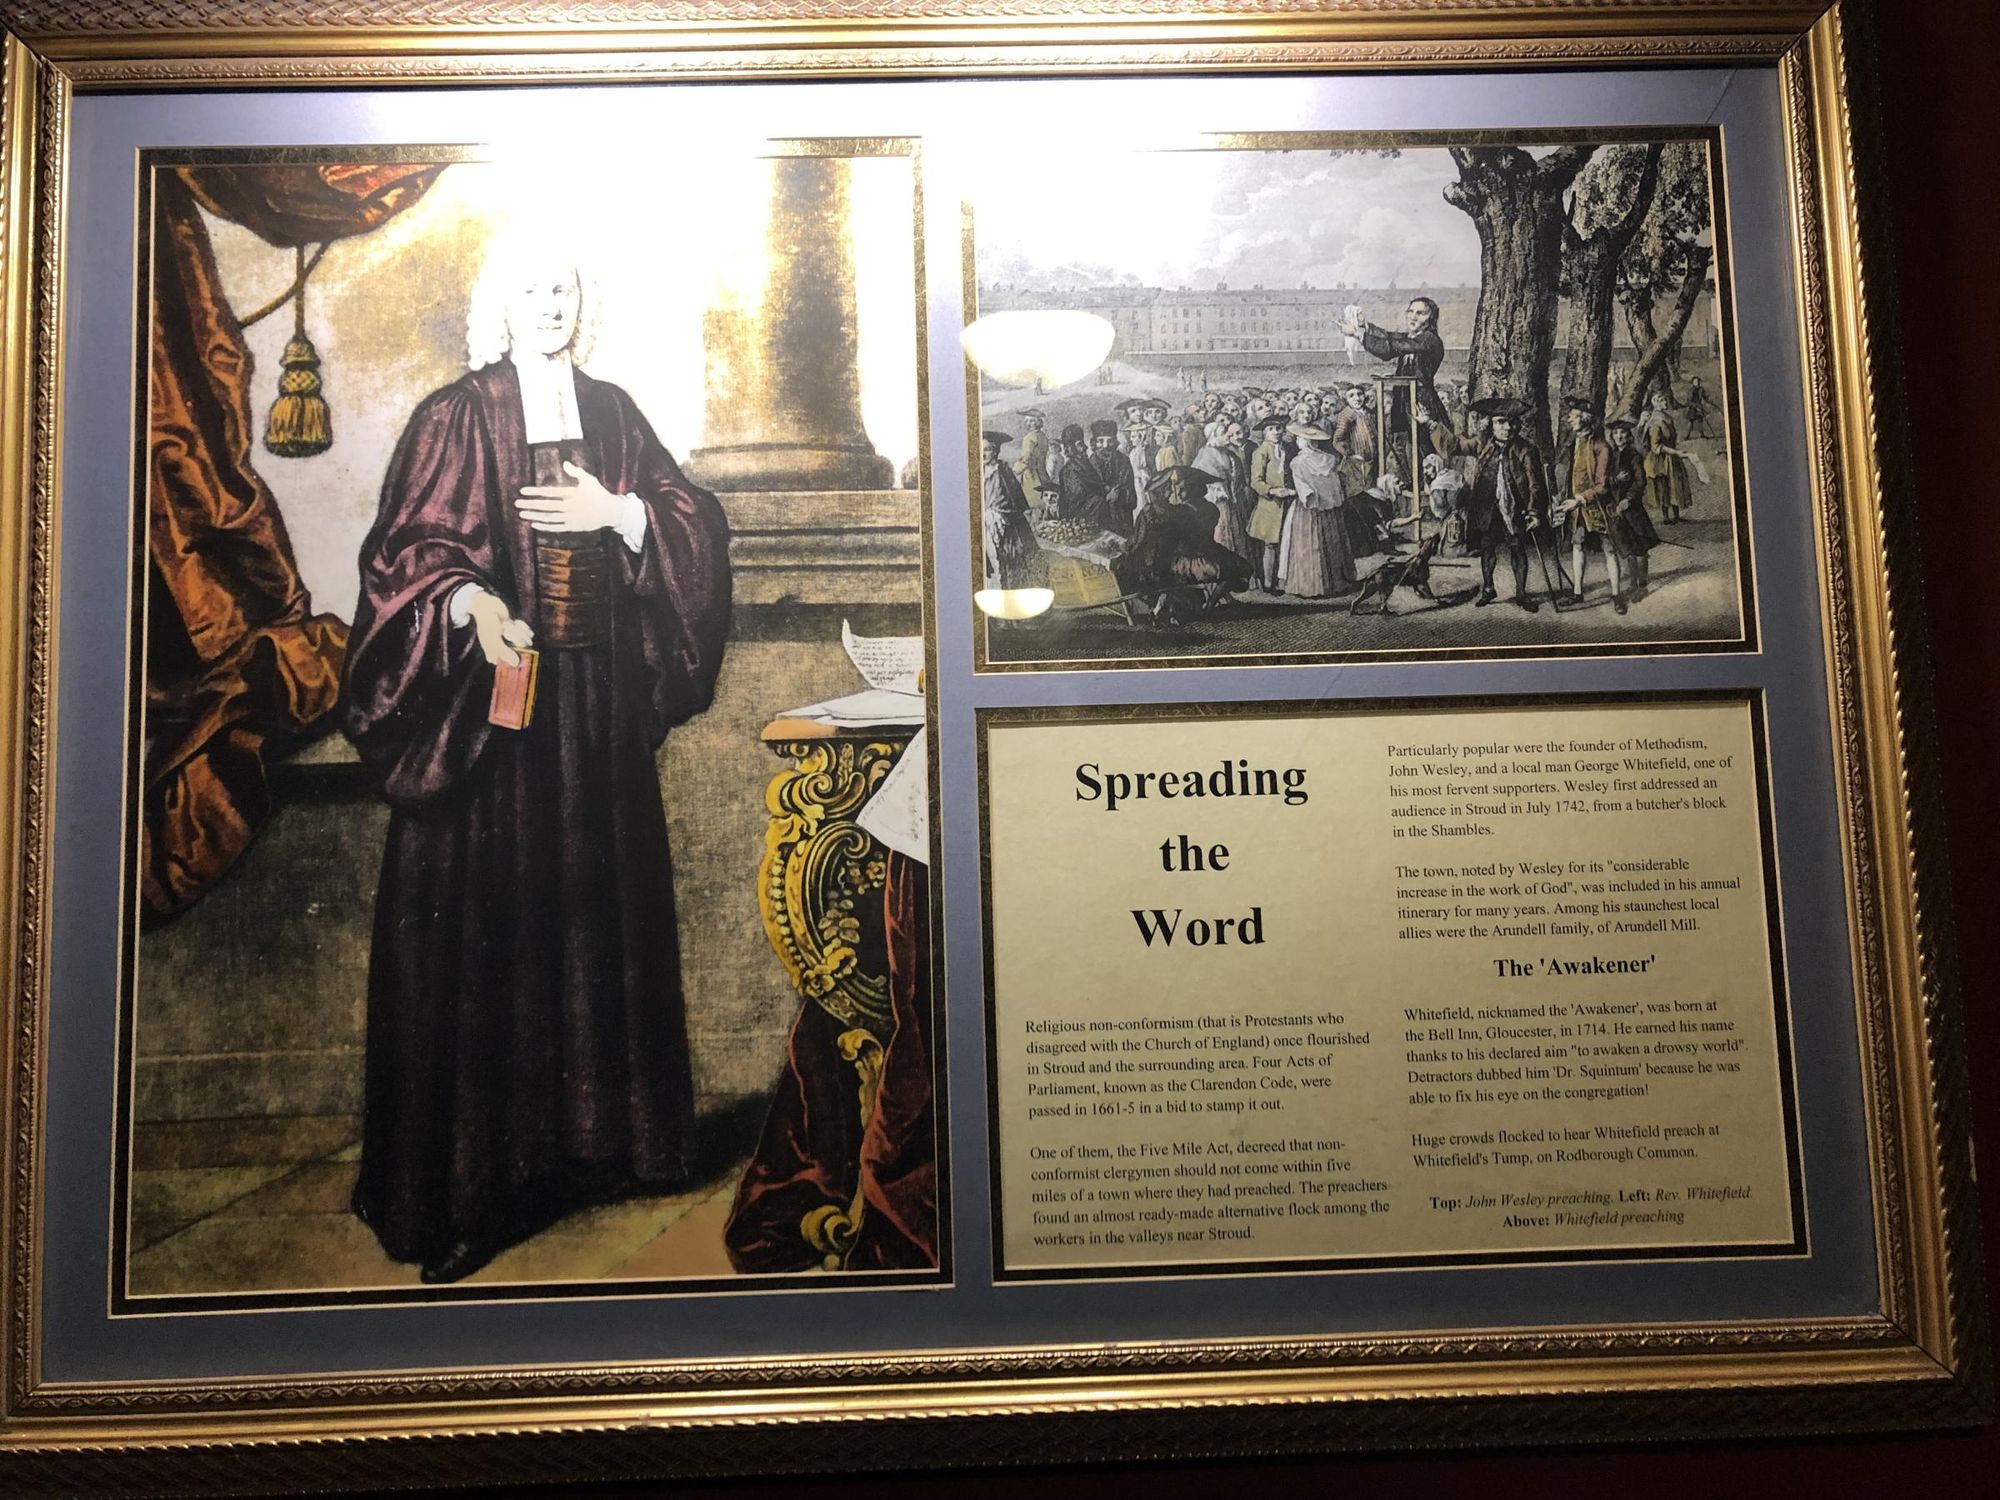 Spreading
the
Word
Religious non-conformism (that is Protestants who
disagreed with the Church of England) once flourished
in Stroud and the surrounding area. Four Acts of
Parliament, known as the Clarendon Code, were
passed in 1661-5 in a bid to stamp it out.
One of them, the Five Mile Act, decreed that non-
conformist clergymen should not come within five
miles of a town where they had preached. The preachers
found an almost ready-made alternative flock among the
workers in the valleys near Stroud.
Particularly popular were the founder of Methodism,
John Wesley, and a local man George Whitefield, one of
his most fervent supporters. Wesley first addressed an
audience in Stroud in July 1742, from a butcher's block
in the Shambles.
The town, noted by Wesley for its "considerable
increase in the work of God", was included in his annual
itinerary for many years. Among his staunchest local
allies were the Arundell family, of Arundell Mill.
The 'Awakener'
Whitefield, nicknamed the 'Awakener', was born at
the Bell Inn, Gloucester, in 1714. He earned his name
thanks to his declared aim "to awaken a drowsy world".
Detractors dubbed him 'Dr. Squintum' because he was
able to fix his eye on the congregation!
Huge crowds flocked to hear Whitefield preach at
Whitefield's Tump, on Rodborough Common.
Top: John Wesley preaching. Left: Rev. Whitefield.
Above: Whitefield preaching